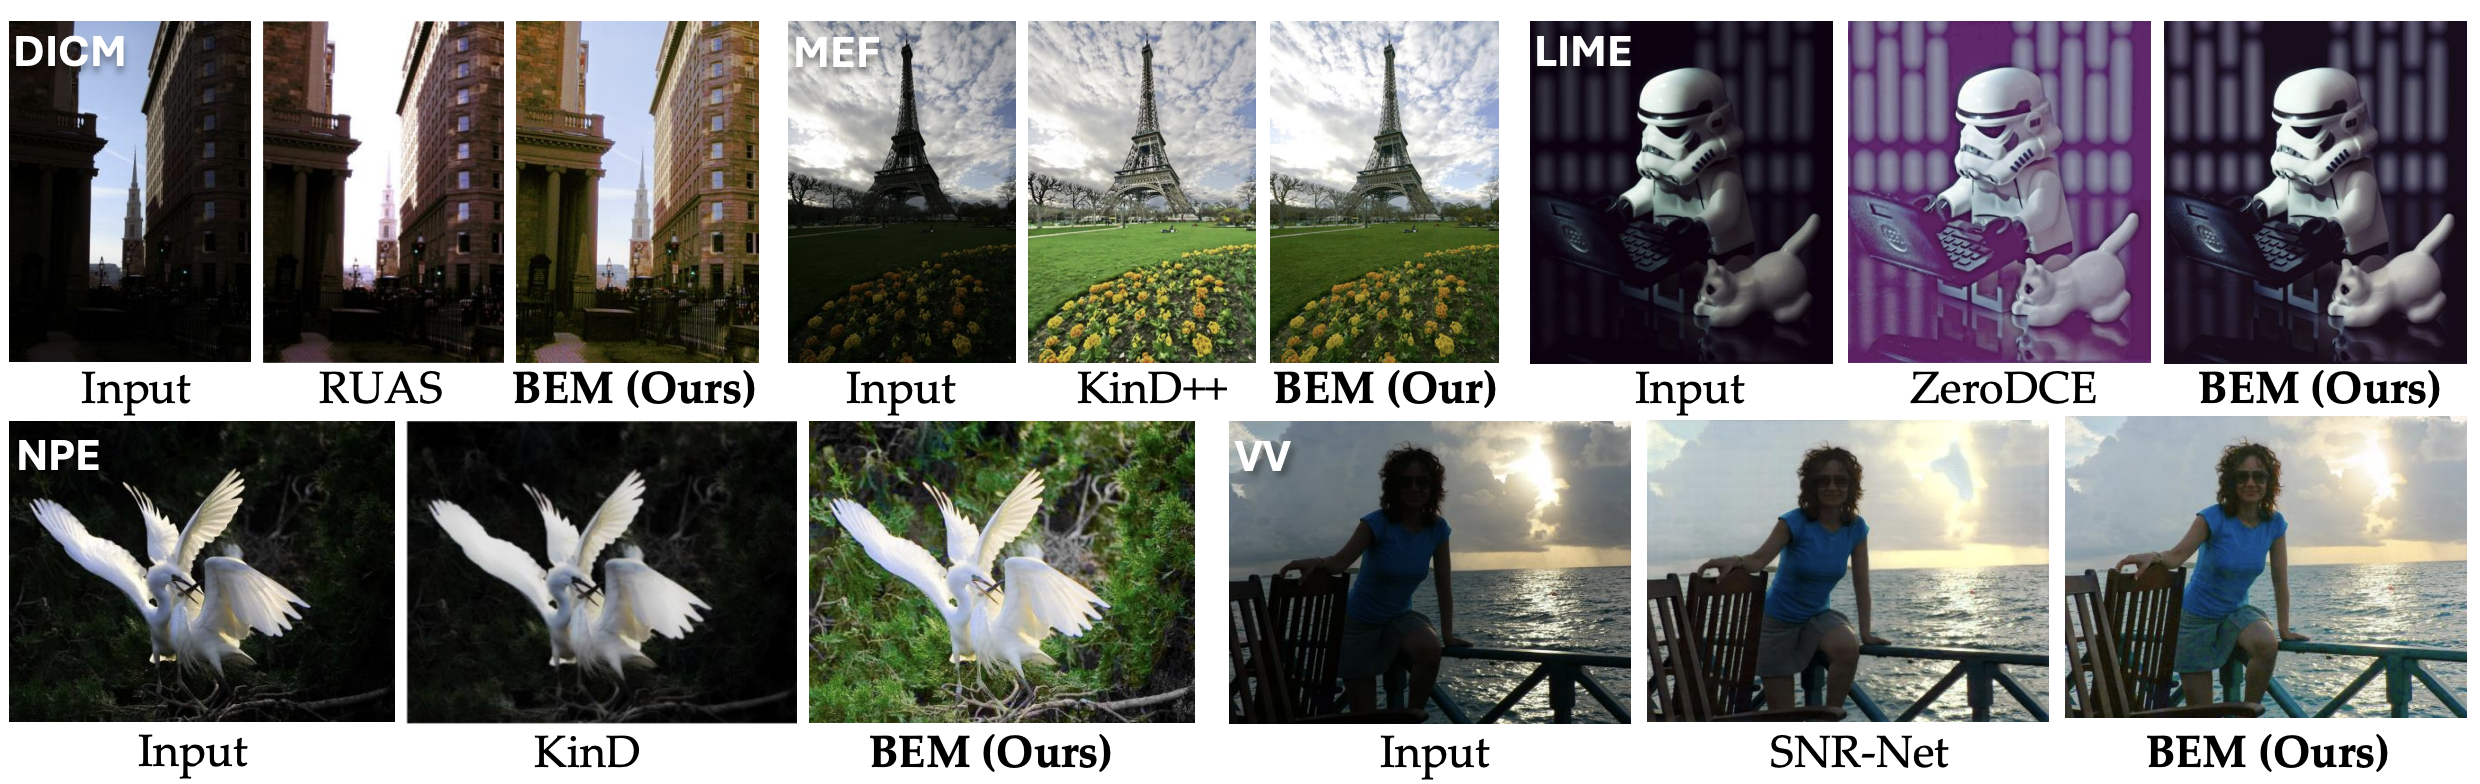 DICM
MEF
LIME
Input
RUAS
BEM (Ours)
Input
KinD++
BEM (Our)
Input
ZeroDCE
BEM (Ours)
NPE
VV
Input
KinD
BEM (Ours)
Input
SNR-Net
BEM (Ours)